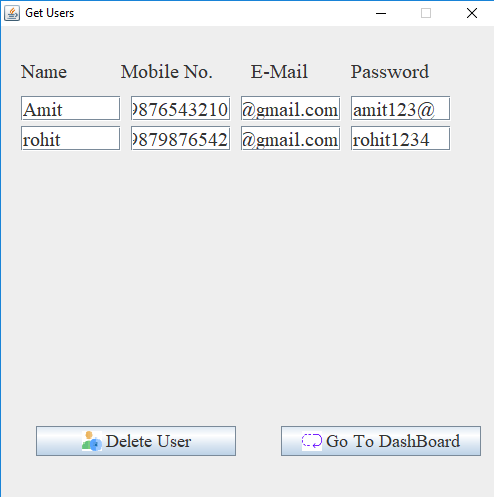 Get Users
Name Mobile No. E-Mail Password
Amit 9876543210 @gmail.com amit123@
rohit 9879876542 @gmail.com rohit1234
Delete User Go To DashBoard